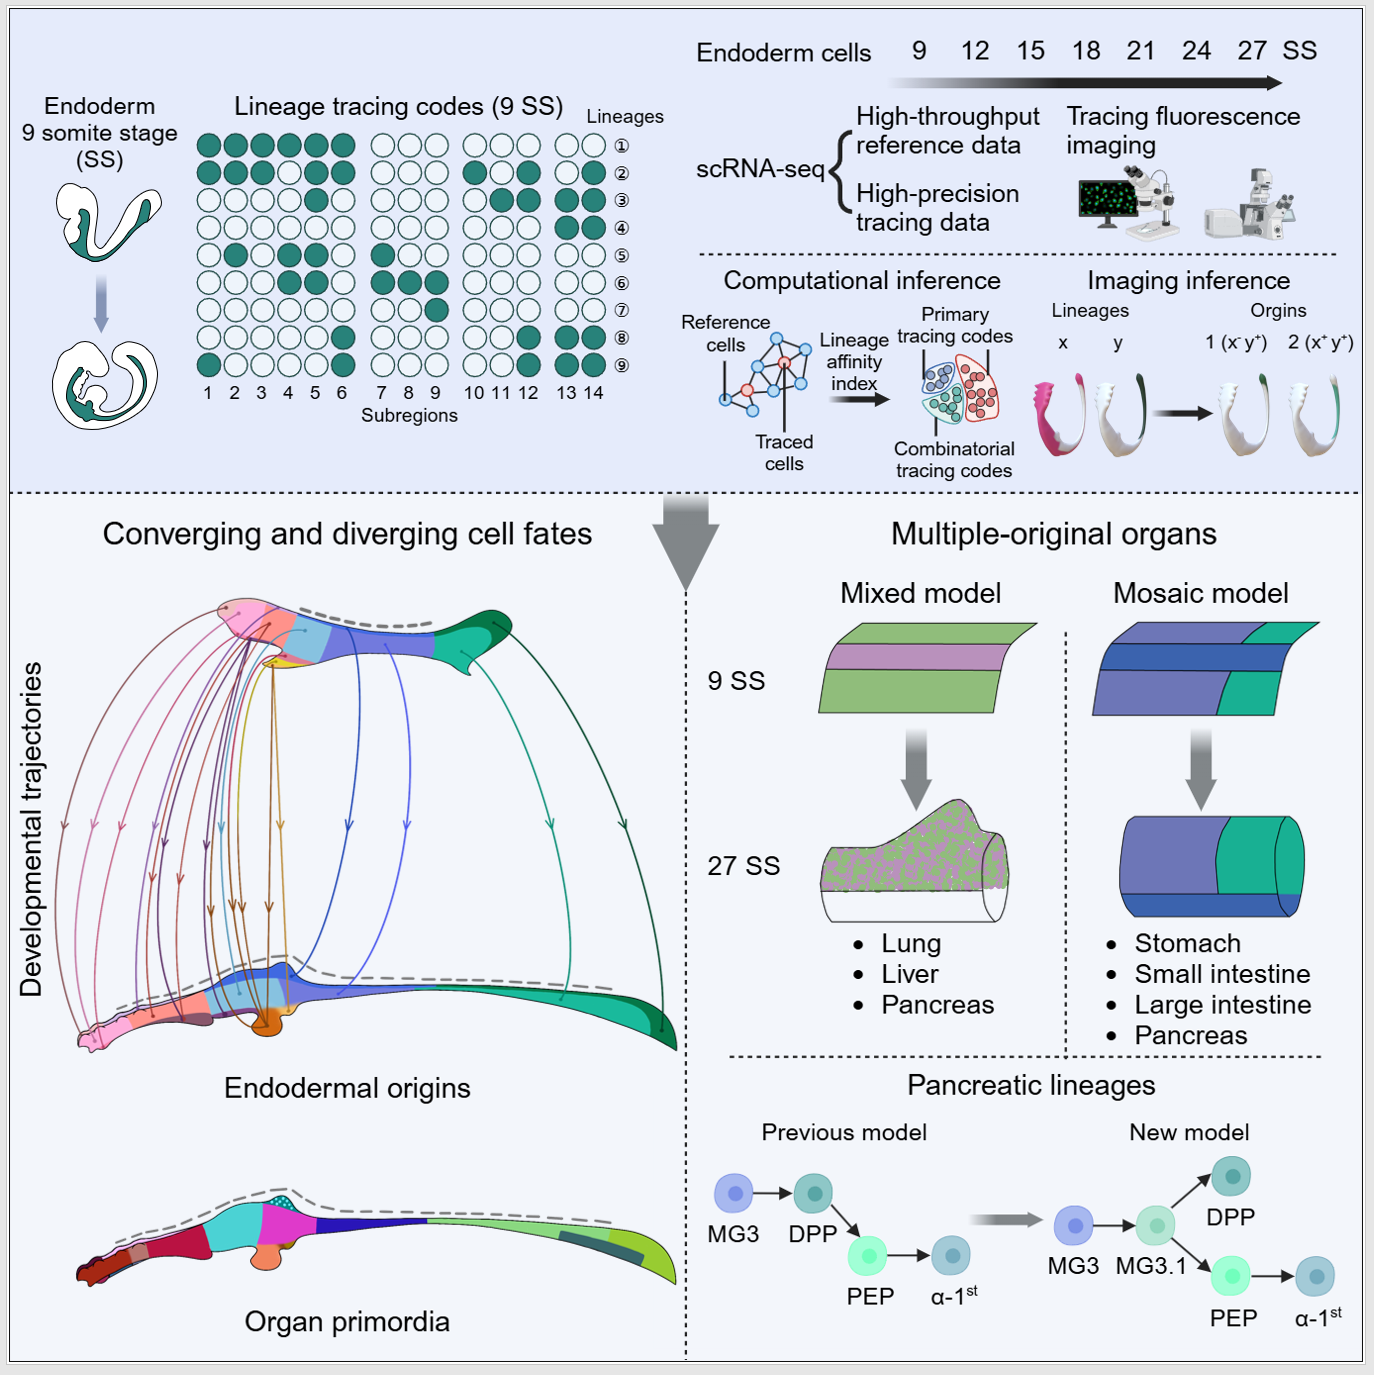 Endoderm
9 somite stage
(SS)
Lineage tracing codes (9 SS)
Lineages
①
②
③
④
⑤
⑥
⑦
⑧
⑨
1 2 3 4 5 6 7 8 9 10 11 12 13 14
Subregions
Endoderm cells 9 12 15 18 21 24 27 SS
scRNA-seq
High-throughput
reference data
High-precision
tracing data
Tracing fluorescence
imaging
Computational inference
Reference
cells
Traced
cells
Lineage
affinity
index
Primary
tracing codes
Combinatorial
tracing codes
Imaging inference
Lineages
x y
Orgins
1 (x⁻y⁺) 2 (x⁺y⁺)
Converging and diverging cell fates
Developmental trajectories
Endodermal origins
Organ primordia
Multiple-original organs
Mixed model
Mosaic model
9 SS
27 SS
• Lung
• Liver
• Pancreas
• Stomach
• Small intestine
• Large intestine
• Pancreas
Pancreatic lineages
Previous model
MG3
DPP
PEP
α-1ˢᵗ
New model
MG3
MG3.1
DPP
PEP
α-1ˢᵗ